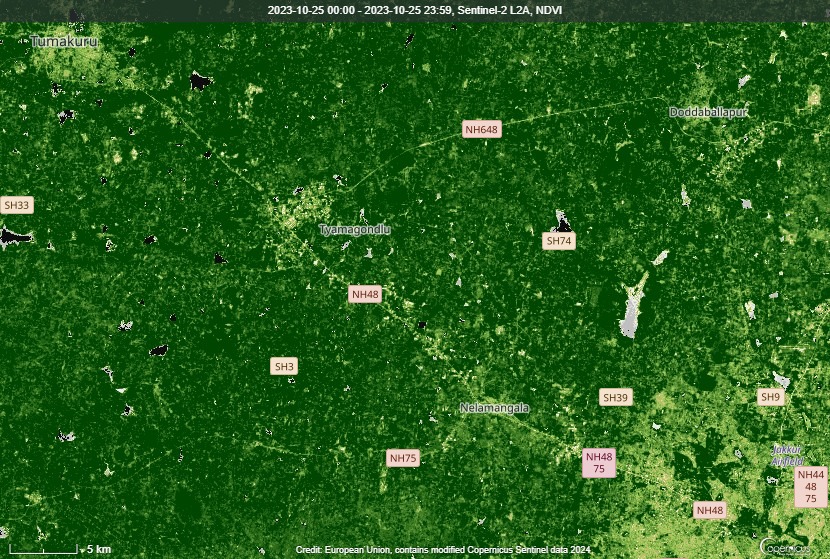 2023-10-25 00:00 - 2023-10-25 23:59, Sentinel-2 L2A, NDVI
Tumakuru
Doddaballapur
NH648
SH33
Tyamagondlu
SH74
NH48
SH3
SH39
SH9
Nelamangala
NH75
NH48
75
Jakkur
Airfield
NH44
48
75
NH48
5 km
Credit: European Union, contains modified Copernicus Sentinel data 2024
Copernicus